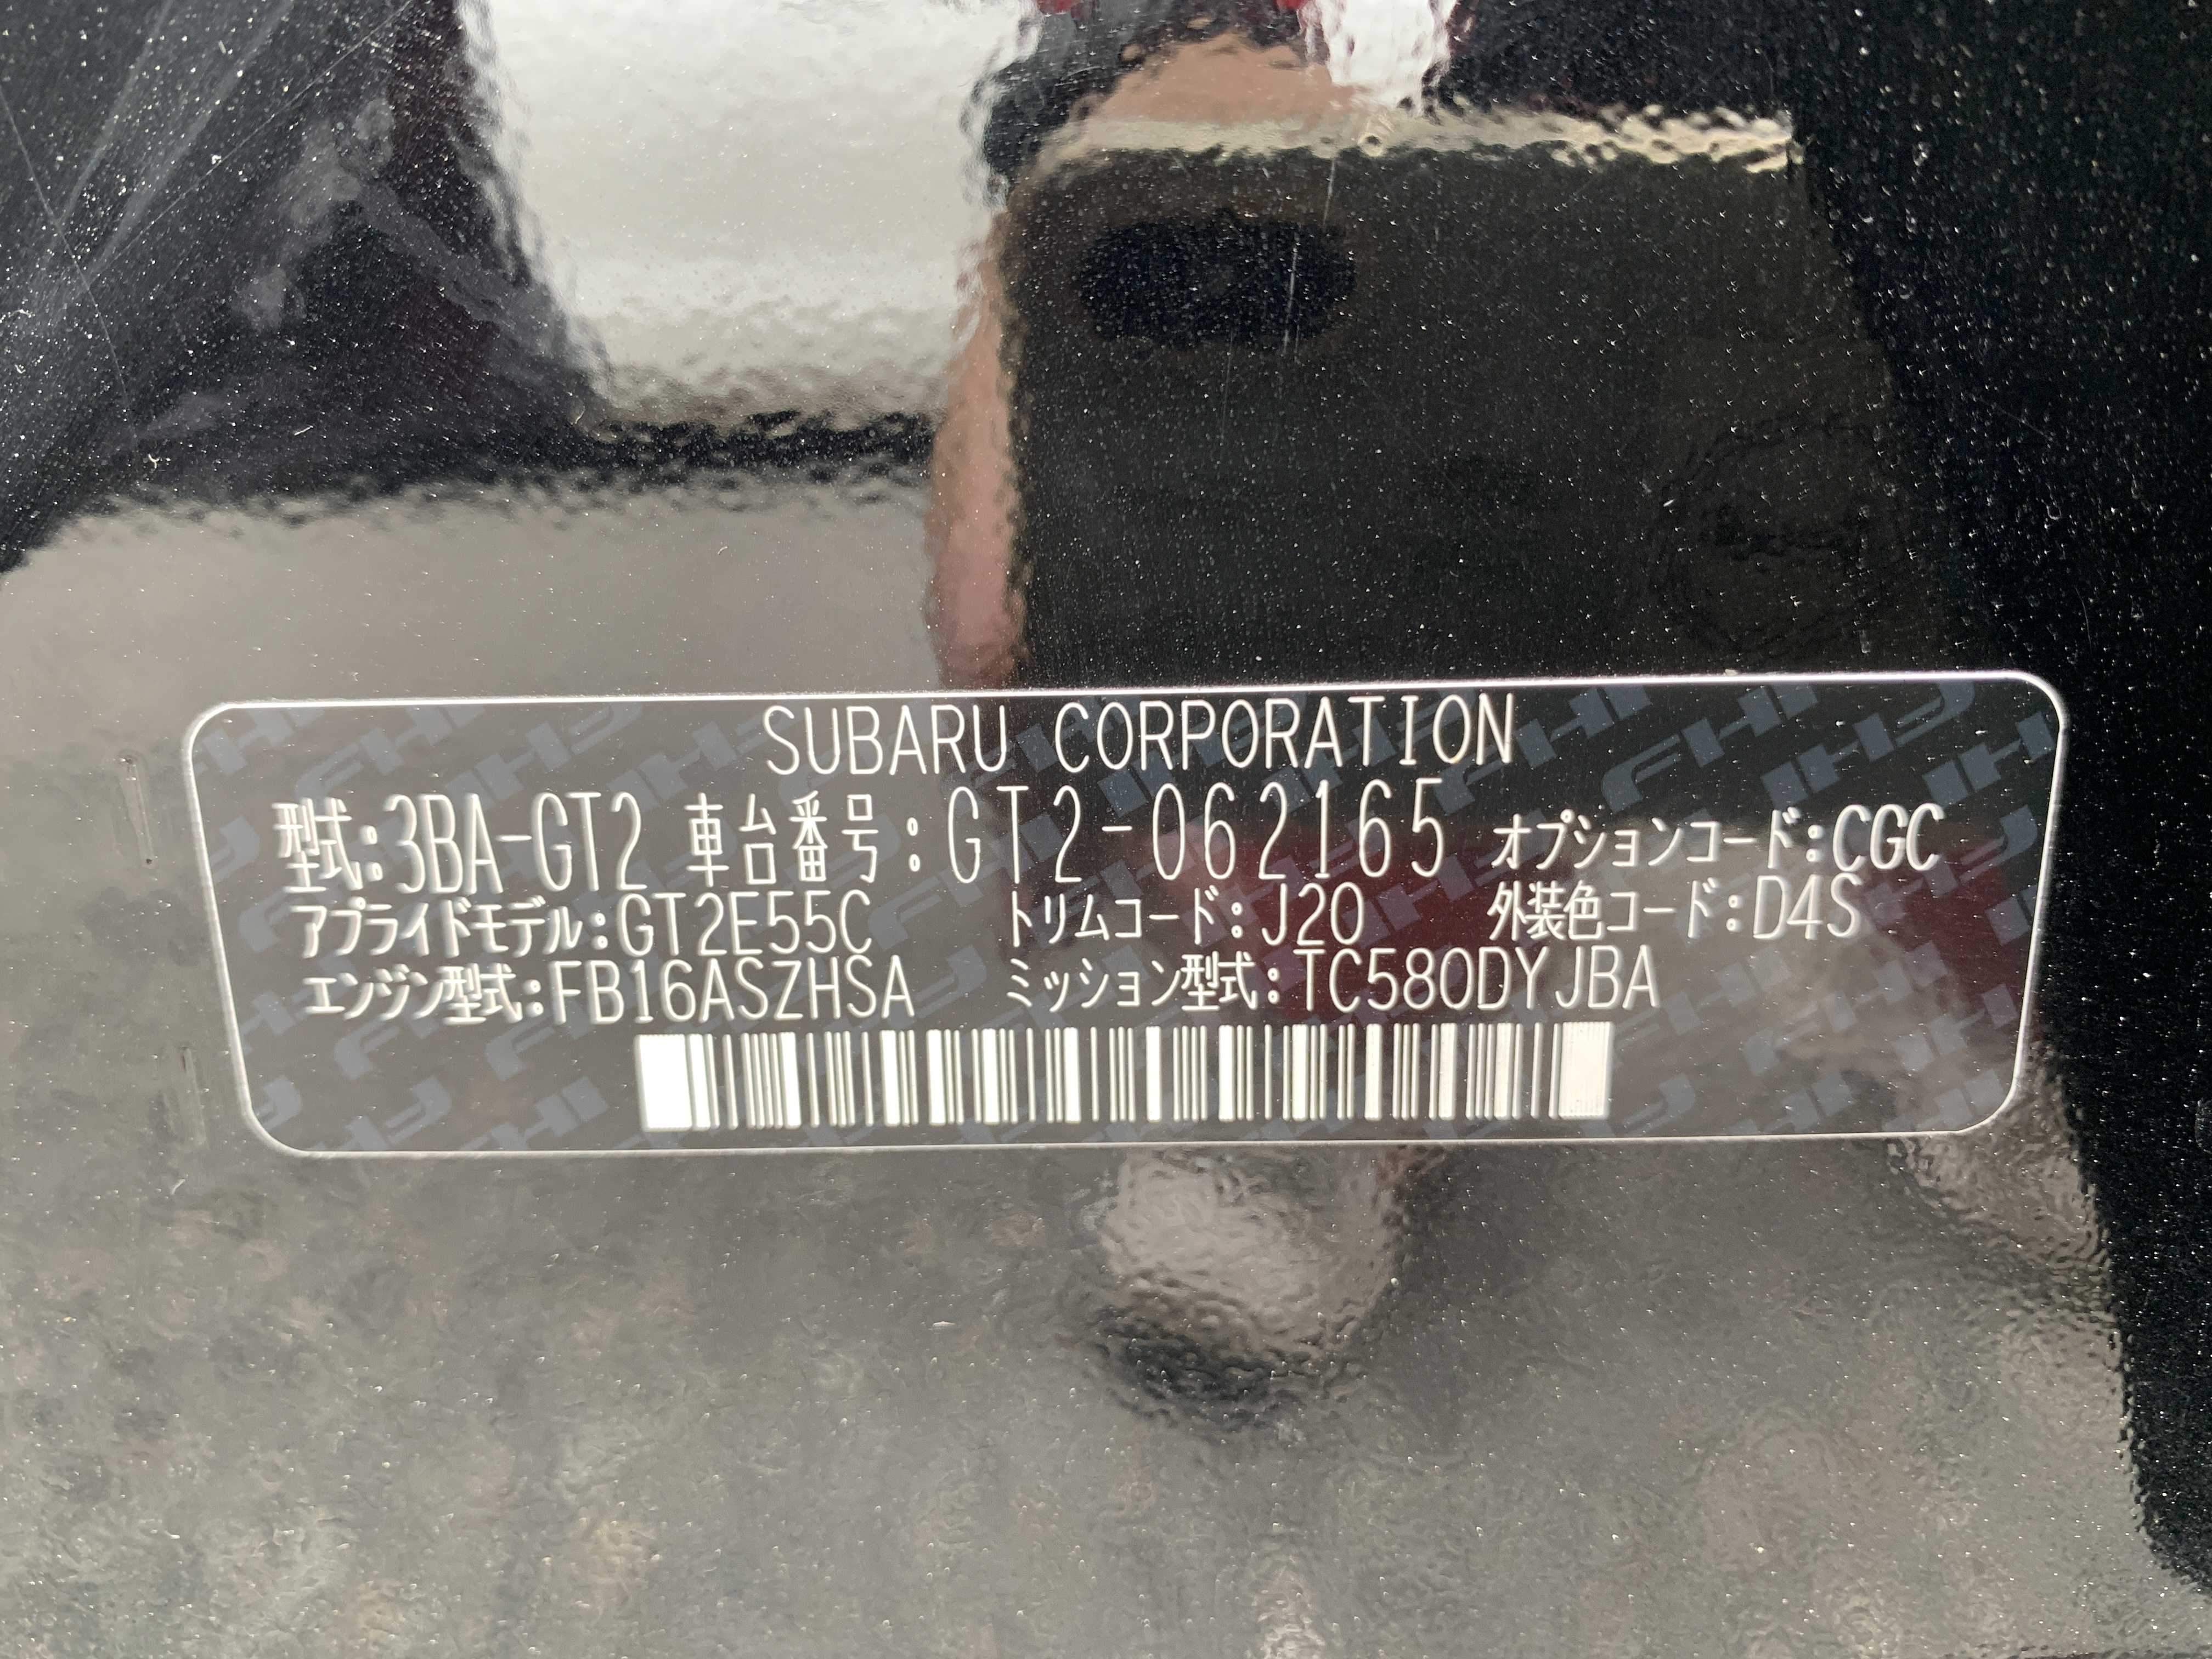 SUBARU CORPORATION
型式:3BA-GT2 車台番号:GT2-062165 オプションコード:CGC
アプライドモデル:GT2E55C トリムコード:J20 外装色コード:D4S
エンジン型式:FB16ASZHSA ミッション型式:TC580DYJBA